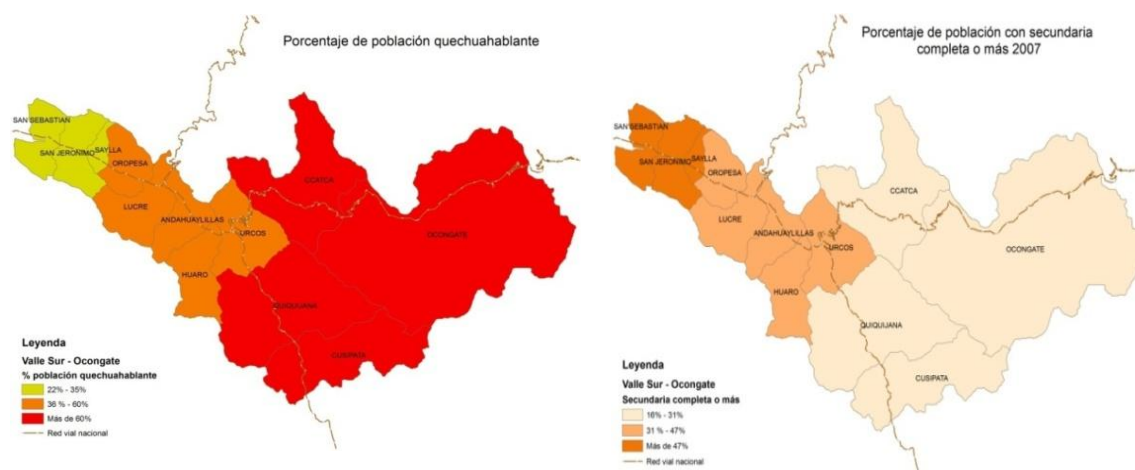 Porcentaje de población quechuahablante
SAN SEBASTIAN
SAN JERONIMO
SAYLLA
OROPESA
LUCRE
ANDAHUAYLILLAS
URCOS
HUARO
CCATCA
OCONGATE
QUIQUIJANA
CUSIPATA
Leyenda
Valle Sur - Ocongate
% población quechuahablante
22% - 35%
36 % - 60%
Más de 60%
Red vial nacional
Porcentaje de población con secundaria
completa o más 2007
SAN SEBASTIAN
SAN JERONIMO
SAYLLA
OROPESA
LUCRE
ANDAHUAYLILLAS
URCOS
HUARO
CCATCA
OCONGATE
QUIQUIJANA
CUSIPATA
Leyenda
Valle Sur - Ocongate
Secundaria completa o más
16% - 31%
31 % - 47%
Más de 47%
Red vial nacional